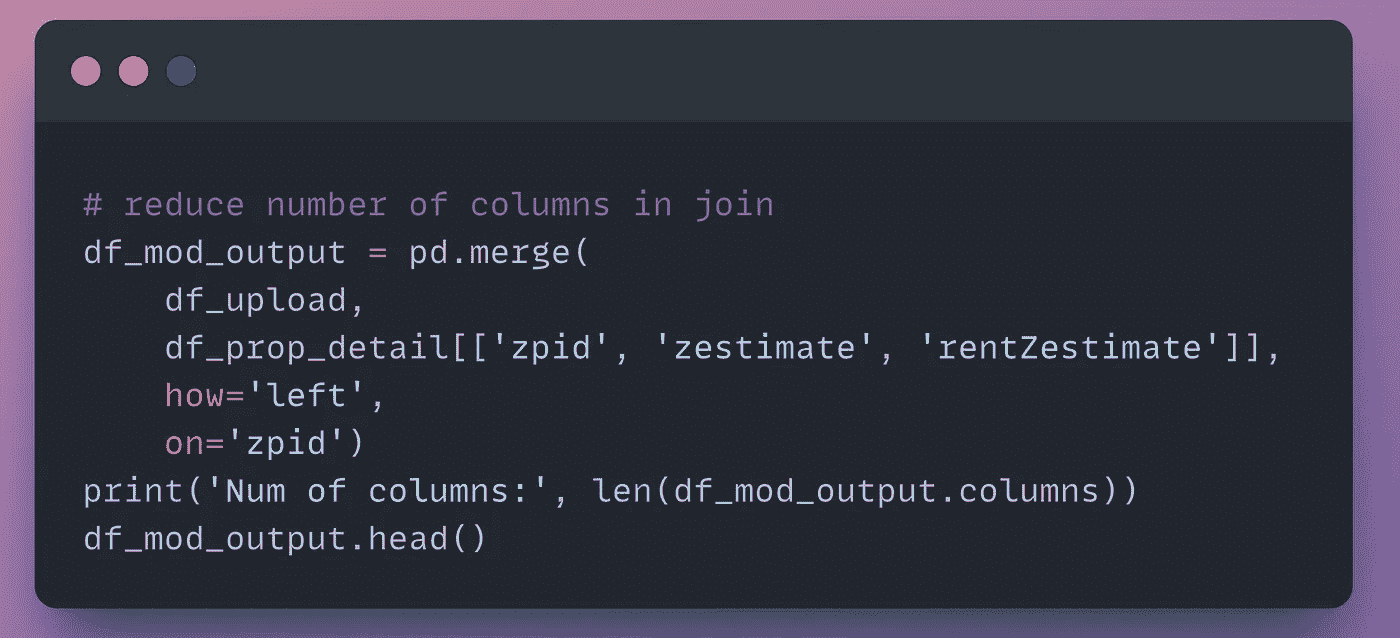 # reduce number of columns in join
df_mod_output = pd.merge(
    df_upload,
    df_prop_detail[['zpid', 'zestimate', 'rentZestimate']],
    how='left',
    on='zpid')
print('Num of columns:', len(df_mod_output.columns))
df_mod_output.head()